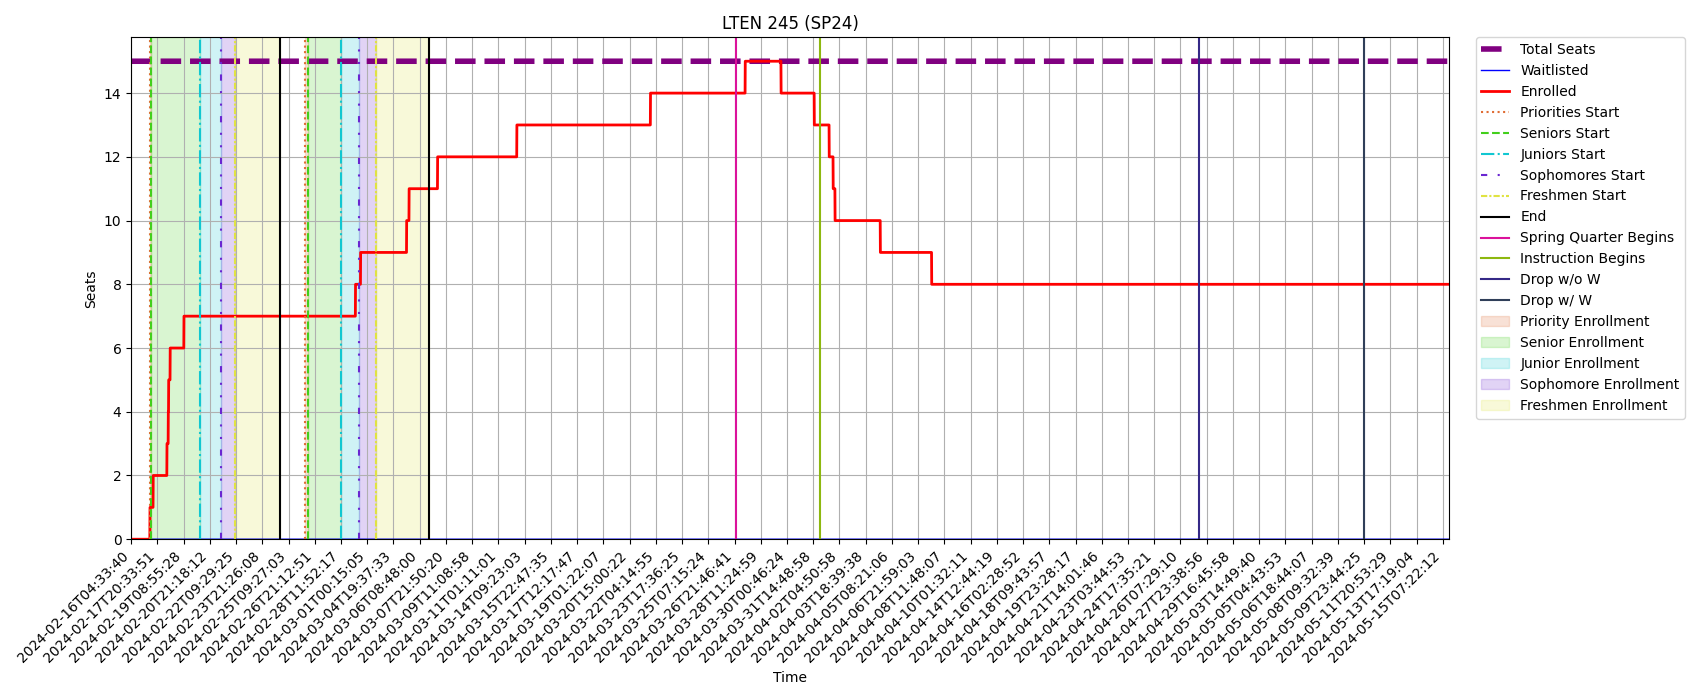 LTEN 245 (SP24)
Seats
14
12
10
8
6
4
2
0
2024-02-16T04:33:40
2024-02-17T20:33:51
2024-02-19T08:55:28
2024-02-20T21:18:12
2024-02-22T09:29:25
2024-02-23T21:26:08
2024-02-25T09:27:03
2024-02-26T21:12:51
2024-02-28T11:52:17
2024-03-01T00:15:05
2024-03-04T19:37:33
2024-03-06T08:48:00
2024-03-07T21:50:20
2024-03-09T11:08:58
2024-03-11T01:11:01
2024-03-14T09:23:03
2024-03-15T22:47:35
2024-03-17T12:17:47
2024-03-19T01:22:07
2024-03-20T15:00:22
2024-03-22T04:14:55
2024-03-23T17:36:25
2024-03-25T07:15:24
2024-03-26T21:46:41
2024-03-28T11:24:59
2024-03-30T00:46:24
2024-03-31T14:48:58
2024-04-02T04:50:58
2024-04-03T18:39:38
2024-04-05T08:21:06
2024-04-06T21:59:03
2024-04-08T11:48:07
2024-04-10T01:32:11
2024-04-14T12:44:19
2024-04-16T02:28:52
2024-04-18T09:43:57
2024-04-19T23:28:17
2024-04-21T14:01:46
2024-04-23T03:44:53
2024-04-24T17:35:21
2024-04-26T07:29:10
2024-04-27T23:38:56
2024-04-29T16:45:58
2024-05-03T14:49:40
2024-05-05T04:43:53
2024-05-06T18:44:07
2024-05-08T09:32:39
2024-05-09T23:44:25
2024-05-11T20:53:29
2024-05-13T17:19:04
2024-05-15T07:22:12
Time
Total Seats
Waitlisted
Enrolled
Priorities Start
Seniors Start
Juniors Start
Sophomores Start
Freshmen Start
End
Spring Quarter Begins
Instruction Begins
Drop w/o W
Drop w/ W
Priority Enrollment
Senior Enrollment
Junior Enrollment
Sophomore Enrollment
Freshmen Enrollment